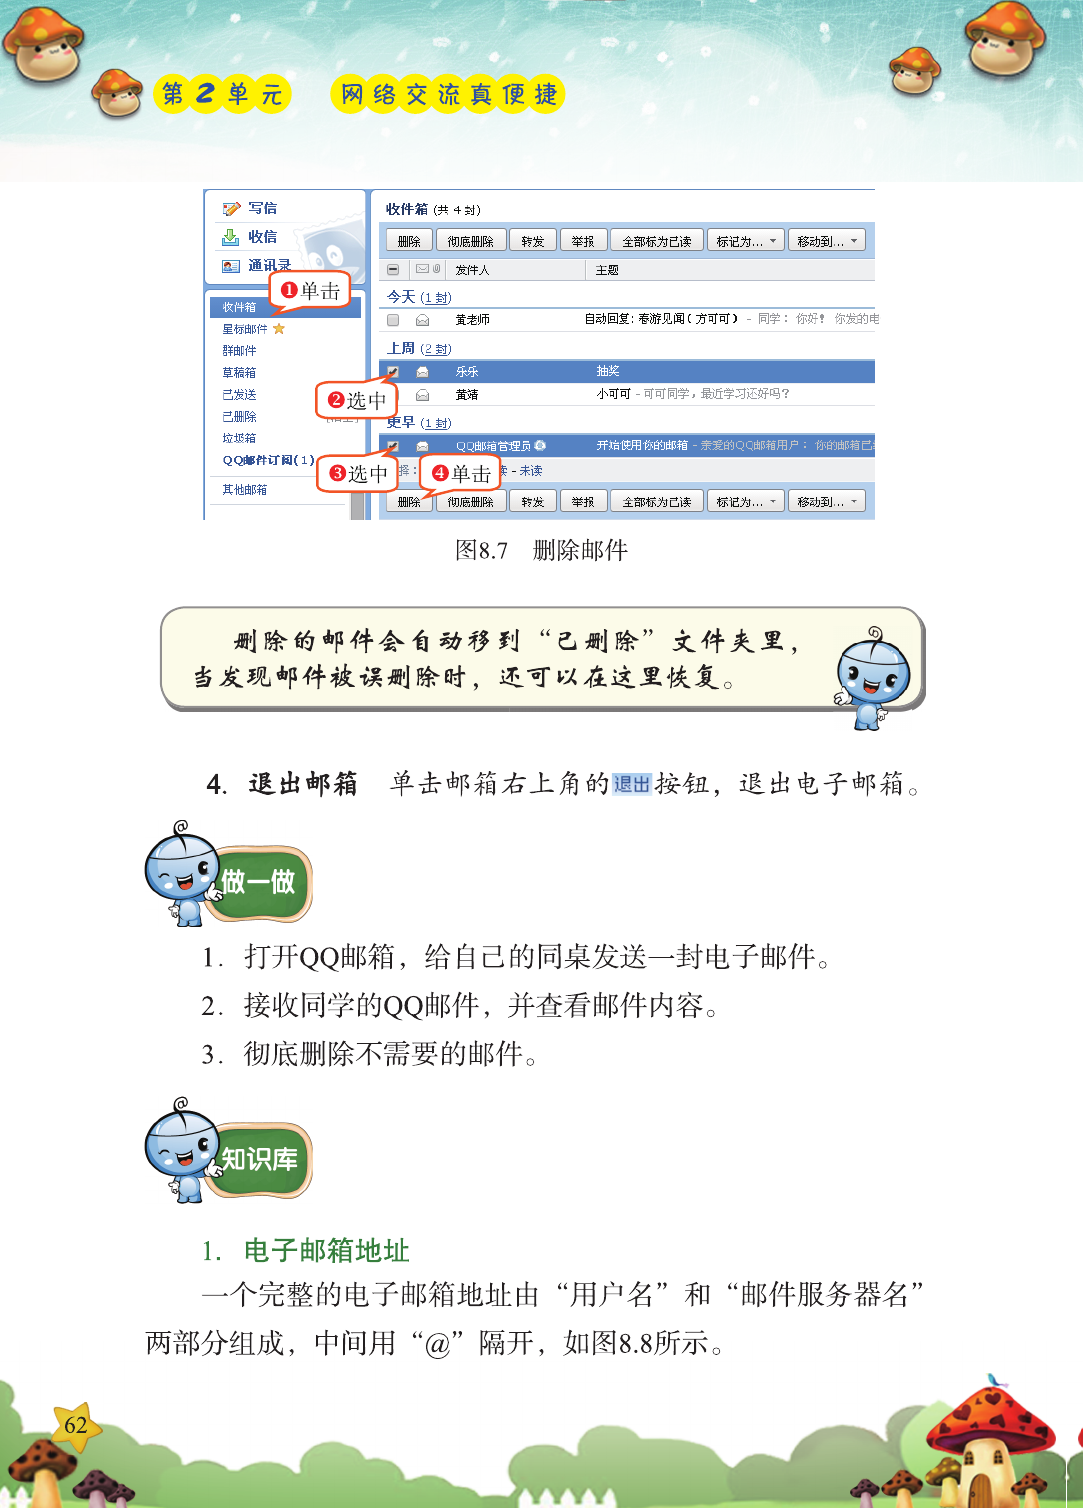 第2单元 网络交流真便捷
写信
收信
通讯录
收件箱
星标邮件
群邮件
草稿箱
已发送
已删除
垃圾箱
QQ邮件订阅(1)
其他邮箱
收件箱 (共 4 封)
删除 彻底删除 转发 举报 全部标为已读 标记为... 移动到...
发件人 主题
今天 (1 封)
黄老师 自动回复: 春游见闻( 方可可 ) - 同学: 你好! 你发的电
上周 (2 封)
乐乐 抽奖
黄靖 小可可 - 可可同学, 最近学习还好吗?
更早 (1 封)
QQ邮箱管理员 开始使用你的邮箱 - 亲爱的QQ邮箱用户: 你的邮箱已
择: 读 - 未读
删除 彻底删除 转发 举报 全部标为已读 标记为... 移动到...
❶单击
❷选中
❸选中
❹单击
图8.7 删除邮件
删除的邮件会自动移到“已删除”文件夹里,
当发现邮件被误删除时, 还可以在这里恢复。
4. 退出邮箱 单击邮箱右上角的退出按钮, 退出电子邮箱。
做一做
1. 打开QQ邮箱, 给自己的同桌发送一封电子邮件。
2. 接收同学的QQ邮件, 并查看邮件内容。
3. 彻底删除不需要的邮件。
知识库
1. 电子邮箱地址
一个完整的电子邮箱地址由“用户名”和“邮件服务器名”
两部分组成, 中间用“@”隔开, 如图8.8所示。
62